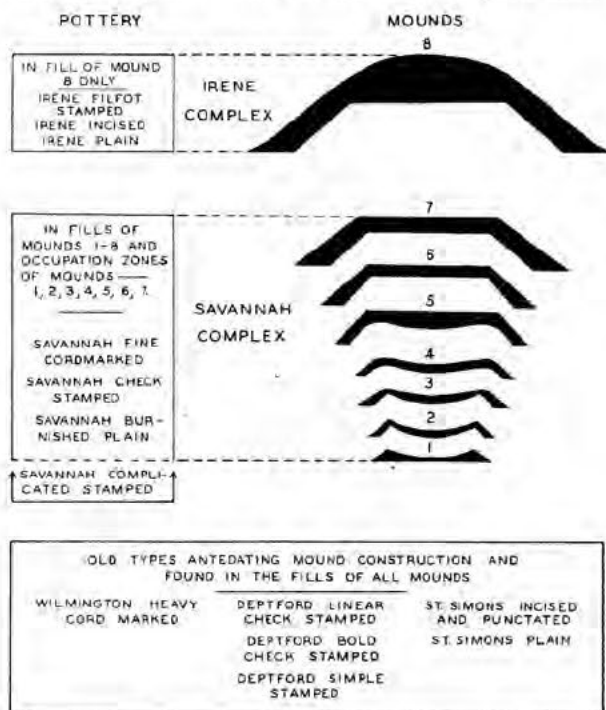 POTTERY
MOUNDS
IN FILL OF MOUND
8 ONLY
IRENE FILFOT
STAMPED
IRENE INCISED
IRENE PLAIN
IRENE
COMPLEX
8
IN FILLS OF
MOUNDS 1-8 AND
OCCUPATION ZONES
OF MOUNDS —
1, 2, 3, 4, 5, 6, 7.
SAVANNAH FINE
CORDMARKED
SAVANNAH CHECK
STAMPED
SAVANNAH BUR-
NISHED PLAIN
SAVANNAH COMPLI-
CATED STAMPED
SAVANNAH
COMPLEX
7
6
5
4
3
2
1
OLD TYPES ANTEDATING MOUND CONSTRUCTION AND
FOUND IN THE FILLS OF ALL MOUNDS
WILMINGTON HEAVY
CORD MARKED
DEPTFORD LINEAR
CHECK STAMPED
DEPTFORD BOLD
CHECK STAMPED
DEPTFORD SIMPLE
STAMPED
ST. SIMONS INCISED
AND PUNCTATED
ST. SIMONS PLAIN